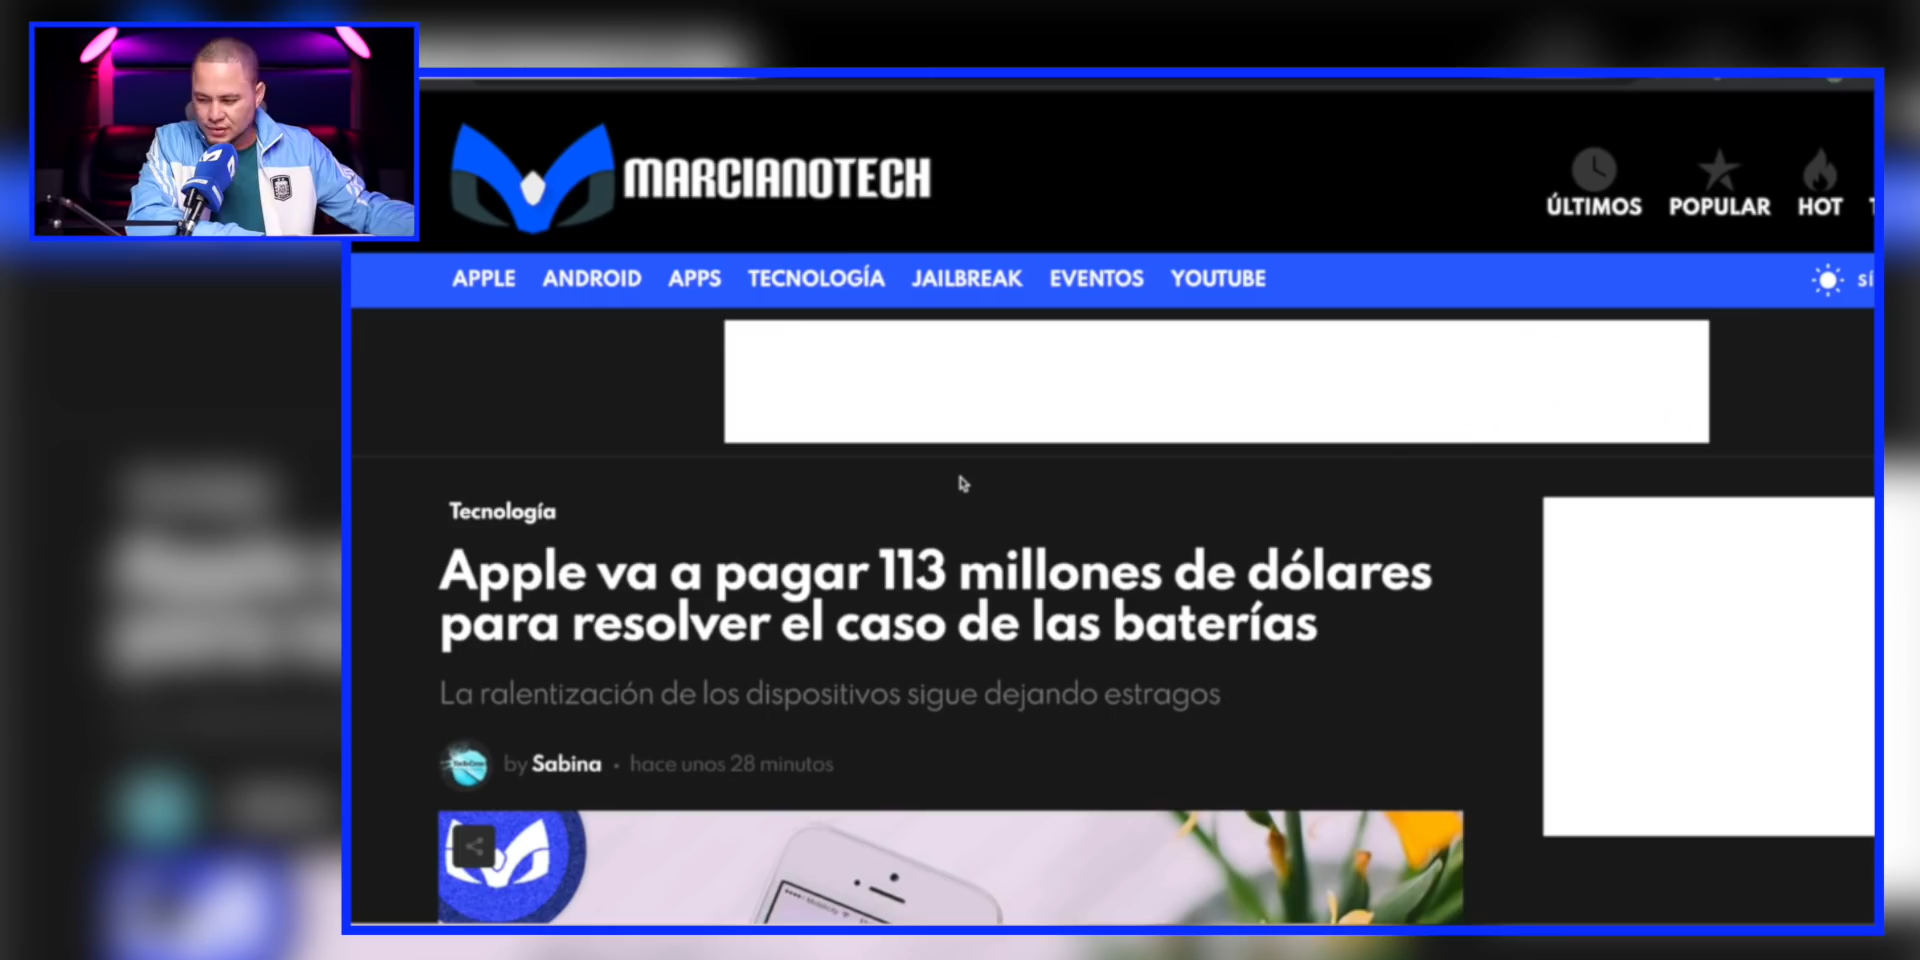 MARCIANOTECH
ÚLTIMOS POPULAR HOT
APPLE ANDROID APPS TECNOLOGÍA JAILBREAK EVENTOS YOUTUBE
Tecnología
Apple va a pagar 113 millones de dólares
para resolver el caso de las baterías
La ralentización de los dispositivos sigue dejando estragos
by Sabina · hace unos 28 minutos